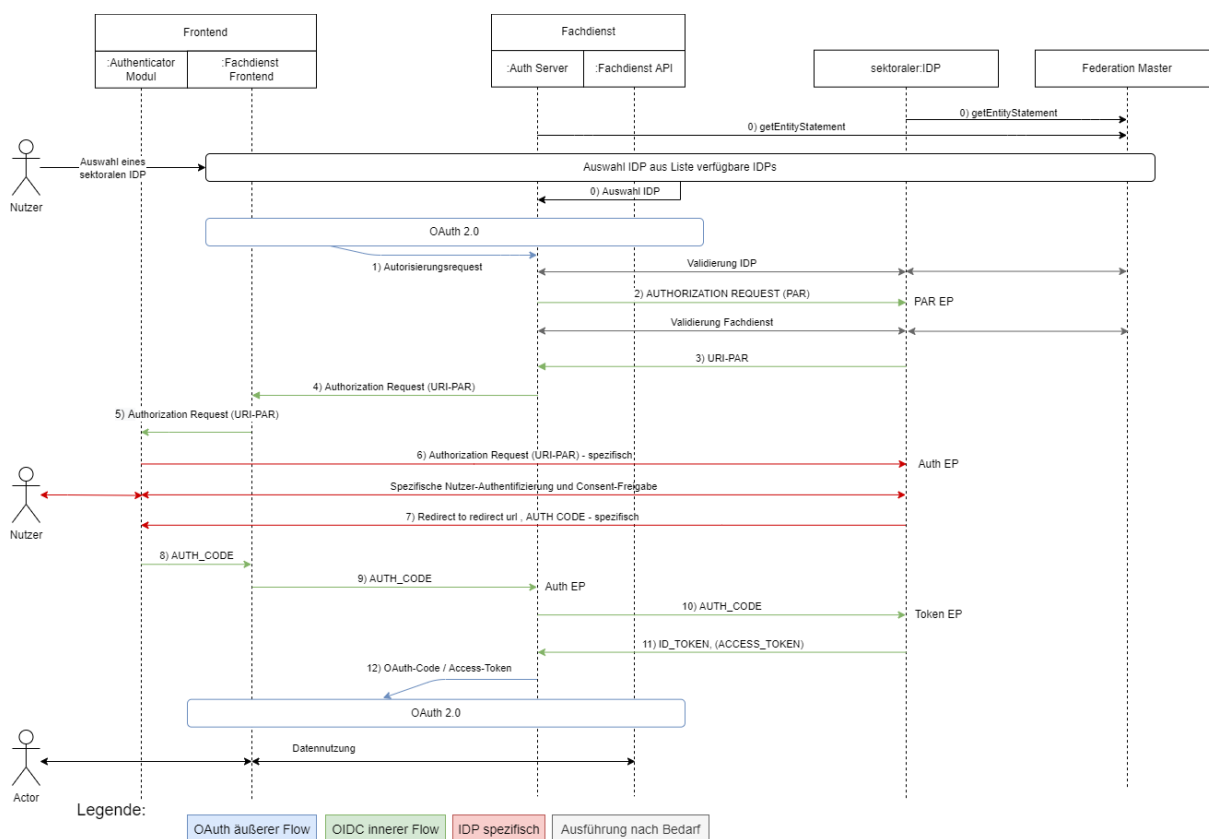 Frontend
Fachdienst
:Authenticator
Modul
:Fachdienst
Frontend
:Auth Server
:Fachdienst API
sektoraler:IDP
Federation Master
0) getEntityStatement
0) getEntityStatement
Auswahl eines
sektoralen IDP
Auswahl IDP aus Liste verfügbare IDPs
Nutzer
0) Auswahl IDP
OAuth 2.0
1) Autorisierungsrequest
Validierung IDP
2) AUTHORIZATION REQUEST (PAR)
PAR EP
Validierung Fachdienst
3) URI-PAR
4) Authorization Request (URI-PAR)
5) Authorization Request (URI-PAR)
6) Authorization Request (URI-PAR) - spezifisch
Auth EP
Spezifische Nutzer-Authentifizierung und Consent-Freigabe
Nutzer
7) Redirect to redirect url , AUTH CODE - spezifisch
8) AUTH_CODE
9) AUTH_CODE
Auth EP
10) AUTH_CODE
Token EP
11) ID_TOKEN, (ACCESS_TOKEN)
12) OAuth-Code / Access-Token
OAuth 2.0
Datennutzung
Actor
Legende:
OAuth äußerer Flow
OIDC innerer Flow
IDP spezifisch
Ausführung nach Bedarf